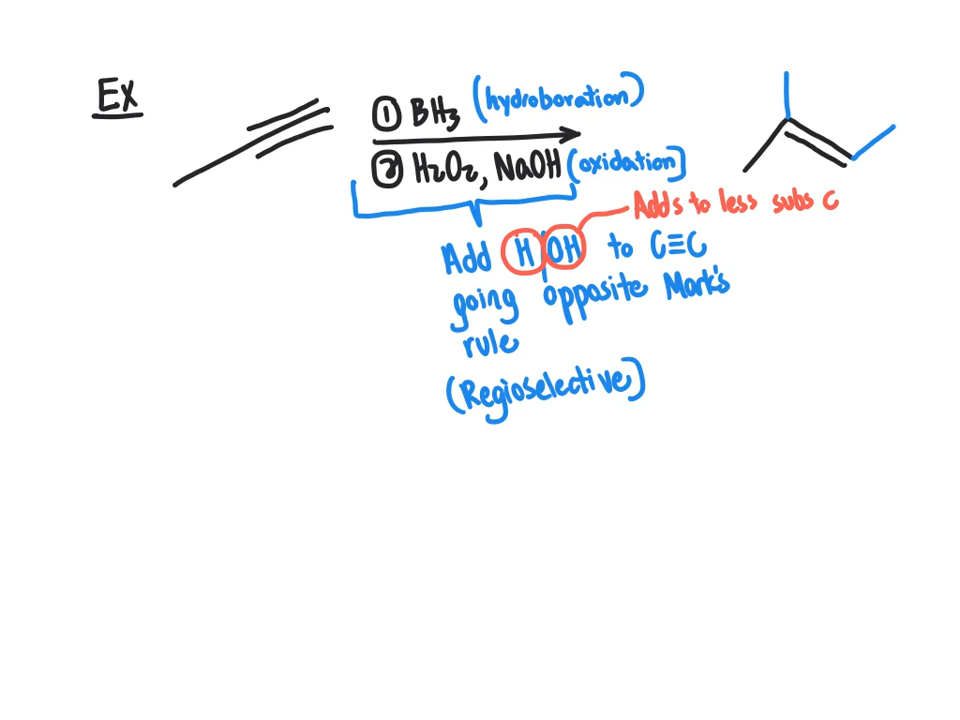 Ex
① BH₃ (hydroboration)
② H₂O₂, NaOH (oxidation)
Adds to less subs C
Add H OH to C≡C
going opposite Mark's
rule
(Regioselective)